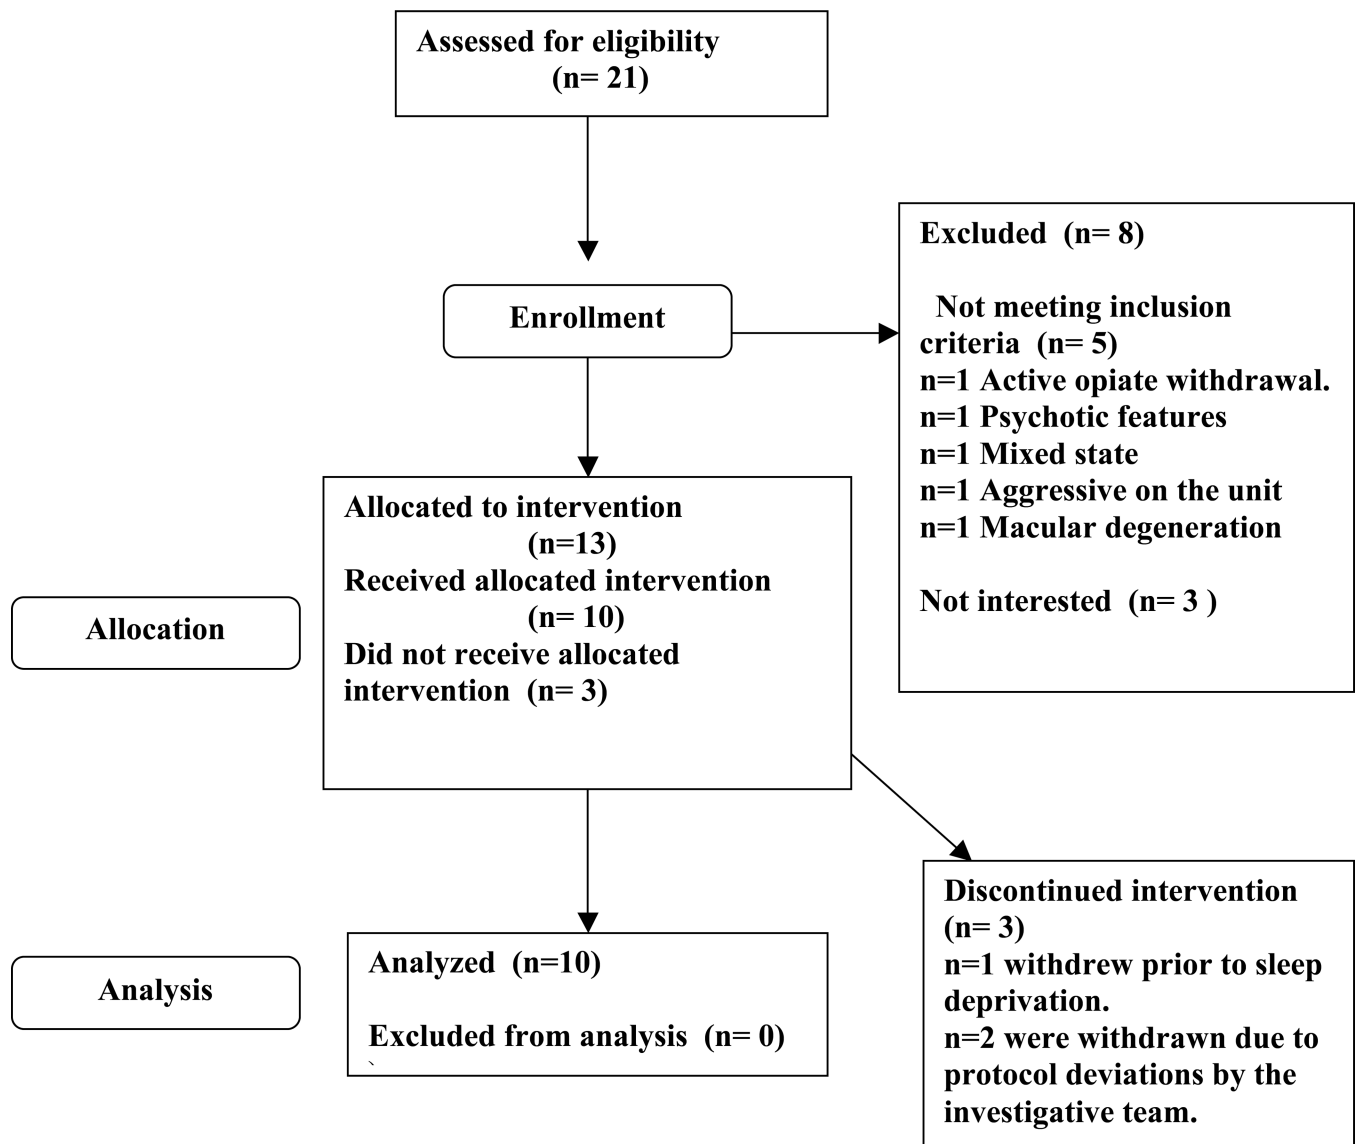 Assessed for eligibility
(n= 21)
Enrollment
Excluded (n= 8)
Not meeting inclusion
criteria (n= 5)
n=1 Active opiate withdrawal.
n=1 Psychotic features
n=1 Mixed state
n=1 Aggressive on the unit
n=1 Macular degeneration
Not interested (n= 3 )
Allocation
Allocated to intervention
(n=13)
Received allocated intervention
(n= 10)
Did not receive allocated
intervention (n= 3)
Discontinued intervention
(n= 3)
n=1 withdrew prior to sleep
deprivation.
n=2 were withdrawn due to
protocol deviations by the
investigative team.
Analysis
Analyzed (n=10)
Excluded from analysis (n= 0)
`